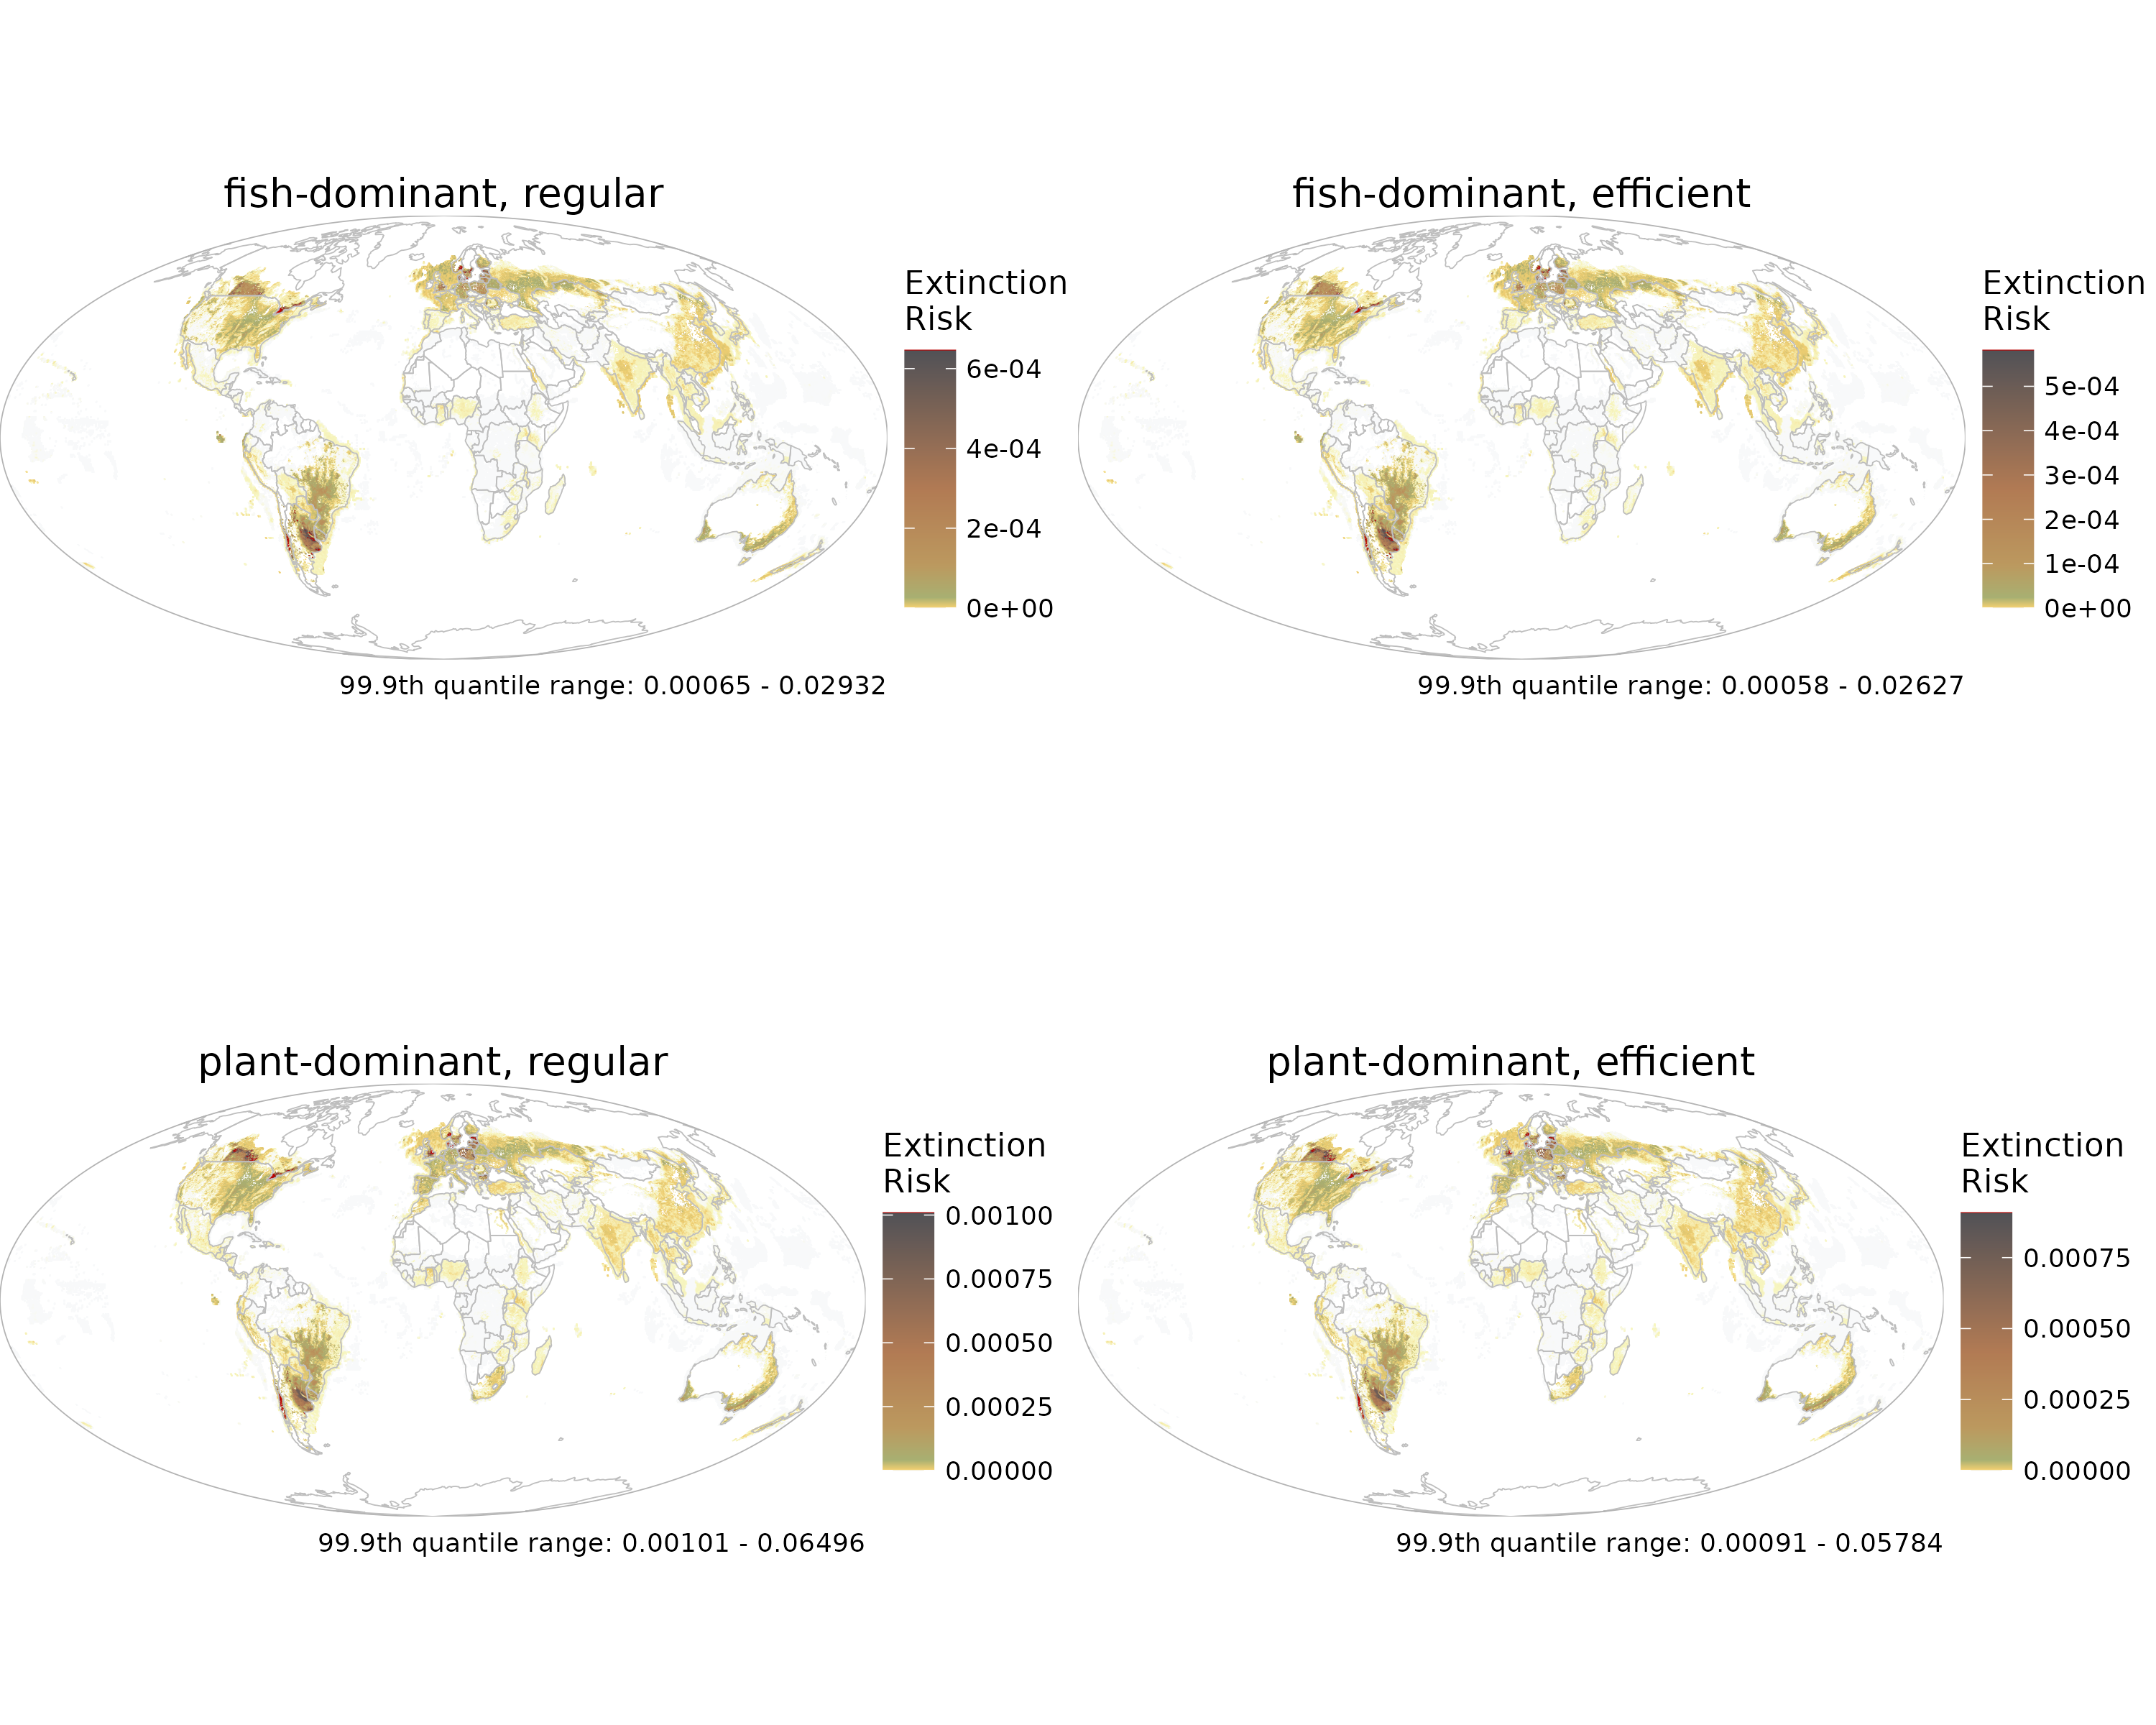 fish-dominant, regular
Extinction
Risk
6e-04
4e-04
2e-04
0e+00
99.9th quantile range: 0.00065 - 0.02932
fish-dominant, efficient
Extinction
Risk
5e-04
4e-04
3e-04
2e-04
1e-04
0e+00
99.9th quantile range: 0.00058 - 0.02627
plant-dominant, regular
Extinction
Risk
0.00100
0.00075
0.00050
0.00025
0.00000
99.9th quantile range: 0.00101 - 0.06496
plant-dominant, efficient
Extinction
Risk
0.00075
0.00050
0.00025
0.00000
99.9th quantile range: 0.00091 - 0.05784